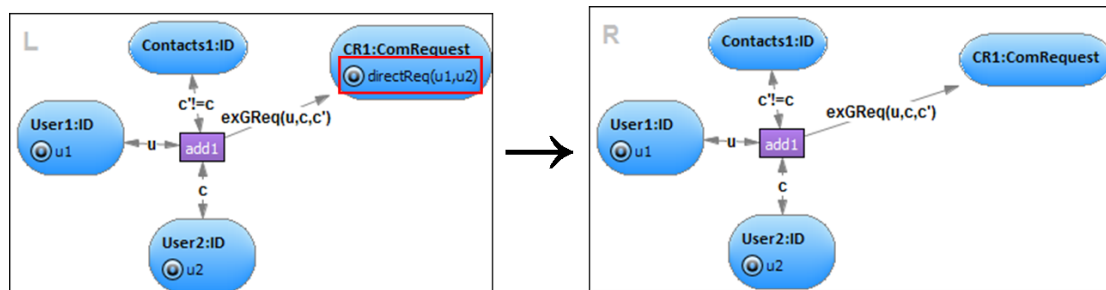 L
Contacts1:ID
CR1:ComRequest
directReq(u1,u2)
c'!=c
exGReq(u,c,c')
User1:ID
u1
u
add1
c
User2:ID
u2
R
Contacts1:ID
CR1:ComRequest
c'!=c
exGReq(u,c,c')
User1:ID
u1
u
add1
c
User2:ID
u2